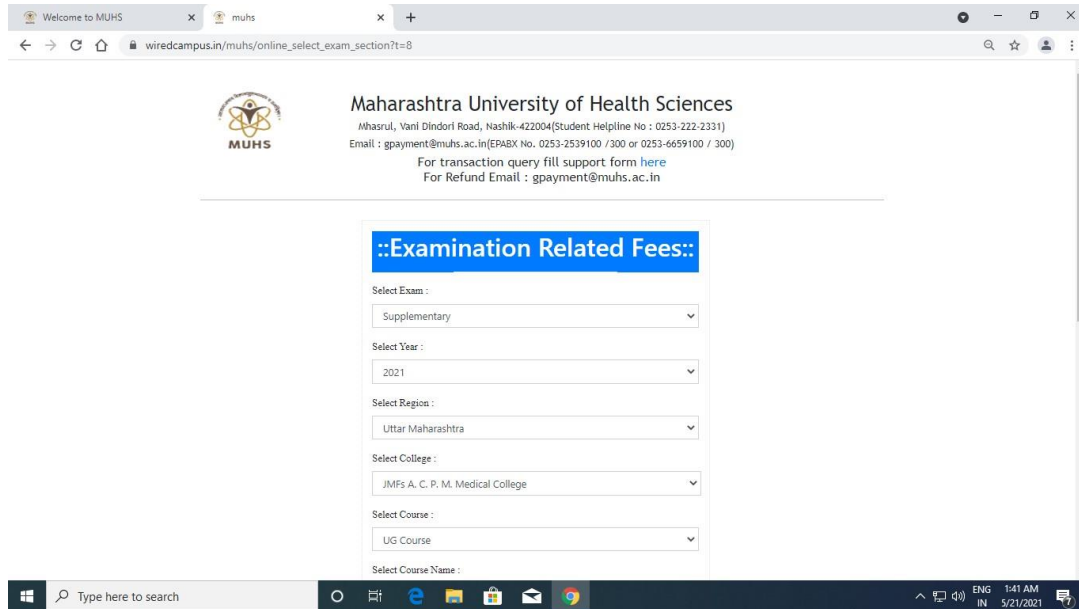 Welcome to MUHS
muhs
wiredcampus.in/muhs/online_select_exam_section?t=8
MUHS
Maharashtra University of Health Sciences
Mhasrul, Vani Dindori Road, Nashik-422004(Student Helpline No : 0253-222-2331)
Email : gpayment@muhs.ac.in(EPABX No. 0253-2539100 /300 or 0253-6659100 / 300)
For transaction query fill support form here
For Refund Email : gpayment@muhs.ac.in
::Examination Related Fees::
Select Exam :
Supplementary
Select Year :
2021
Select Region :
Uttar Maharashtra
Select College :
JMFs A. C. P. M. Medical College
Select Course :
UG Course
Select Course Name :
Type here to search
ENG
IN
1:41 AM
5/21/2021
7